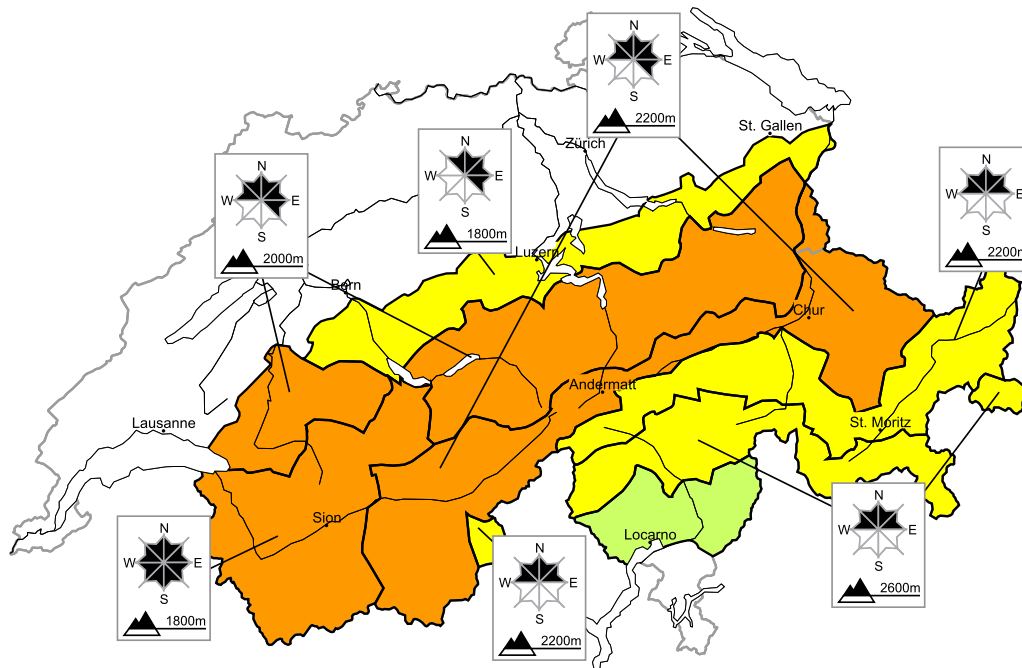 N
W E
S
2200m
St. Gallen
Zürich
N
W E
S
1800m
N
W E
S
2000m
N
W E
S
2200m
Luzern
Bern
Chur
Andermatt
Lausanne
St. Moritz
N
W E
S
2600m
Sion
Locarno
N
W E
S
1800m
N
W E
S
2200m